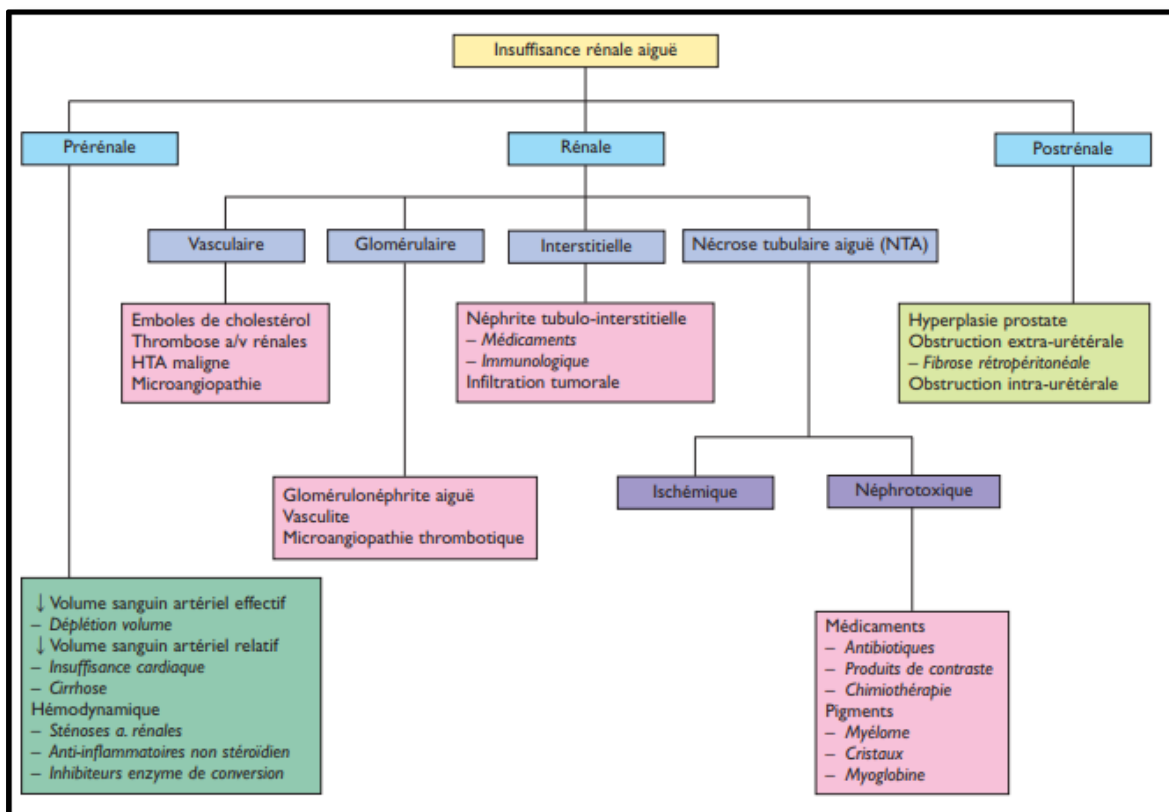 Insuffisance rénale aiguë
Prérénale
Rénale
Postrénale
Vasculaire
Glomérulaire
Interstitielle
Nécrose tubulaire aiguë (NTA)
Emboles de cholestérol
Thrombose a/v rénales
HTA maligne
Microangiopathie
Néphrite tubulo-interstitielle
– Médicaments
– Immunologique
Infiltration tumorale
Hyperplasie prostate
Obstruction extra-urétérale
– Fibrose rétropéritonéale
Obstruction intra-urétérale
Glomérulonéphrite aiguë
Vasculite
Microangiopathie thrombotique
Ischémique
Néphrotoxique
↓ Volume sanguin artériel effectif
– Déplétion volume
↓ Volume sanguin artériel relatif
– Insuffisance cardiaque
– Cirrhose
Hémodynamique
– Sténoses a. rénales
– Anti-inflammatoires non stéroïdien
– Inhibiteurs enzyme de conversion
Médicaments
– Antibiotiques
– Produits de contraste
– Chimiothérapie
Pigments
– Myélome
– Cristaux
– Myoglobine